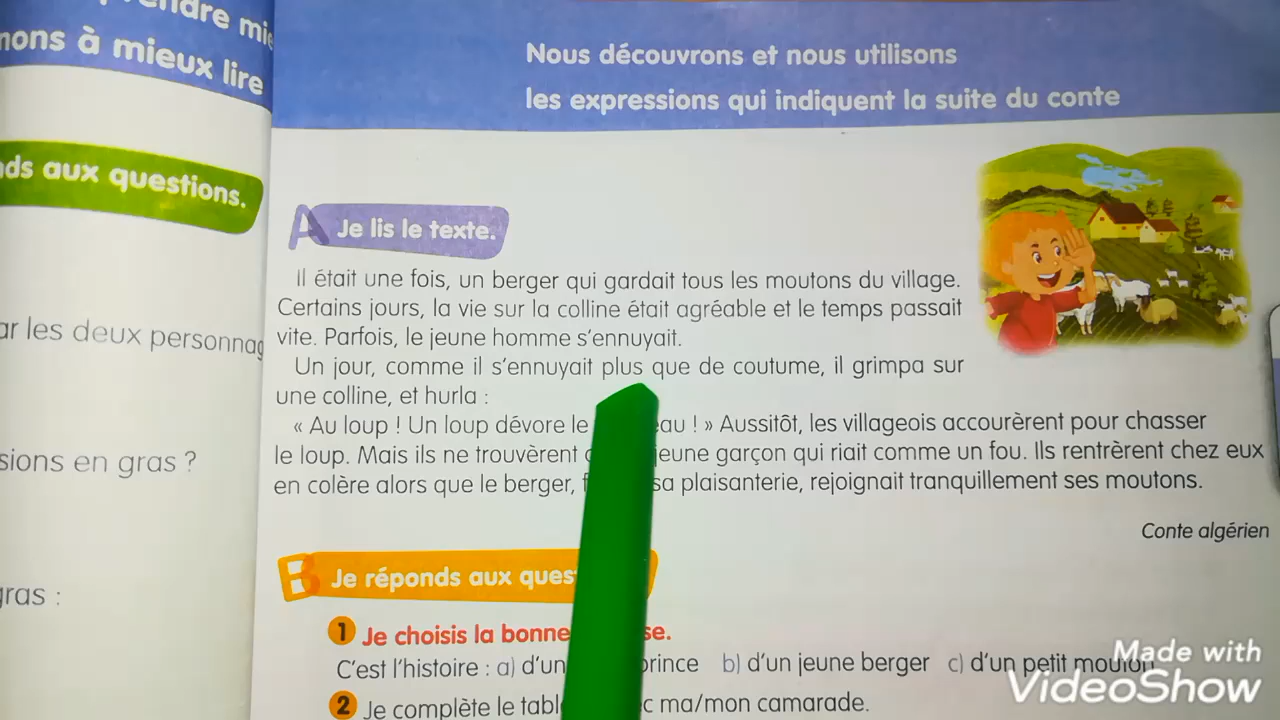 endre mie
nons à mieux lire
ds aux questions.
ar les deux personnag
sions en gras ?
gras :
Nous découvrons et nous utilisons
les expressions qui indiquent la suite du conte
A Je lis le texte.
Il était une fois, un berger qui gardait tous les moutons du village.
Certains jours, la vie sur la colline était agréable et le temps passait
vite. Parfois, le jeune homme s'ennuyait.
Un jour, comme il s'ennuyait plus que de coutume, il grimpa sur
une colline, et hurla :
« Au loup ! Un loup dévore le eau ! » Aussitôt, les villageois accourèrent pour chasser
le loup. Mais ils ne trouvèrent jeune garçon qui riait comme un fou. Ils rentrèrent chez eux
en colère alors que le berger, sa plaisanterie, rejoignait tranquillement ses moutons.
Conte algérien
B Je réponds aux ques
1 Je choisis la bonne se.
C'est l'histoire : a) d'un prince b) d'un jeune berger c) d'un petit mouton
2 Je complète le tabl c ma/mon camarade.
Made with
VideoShow